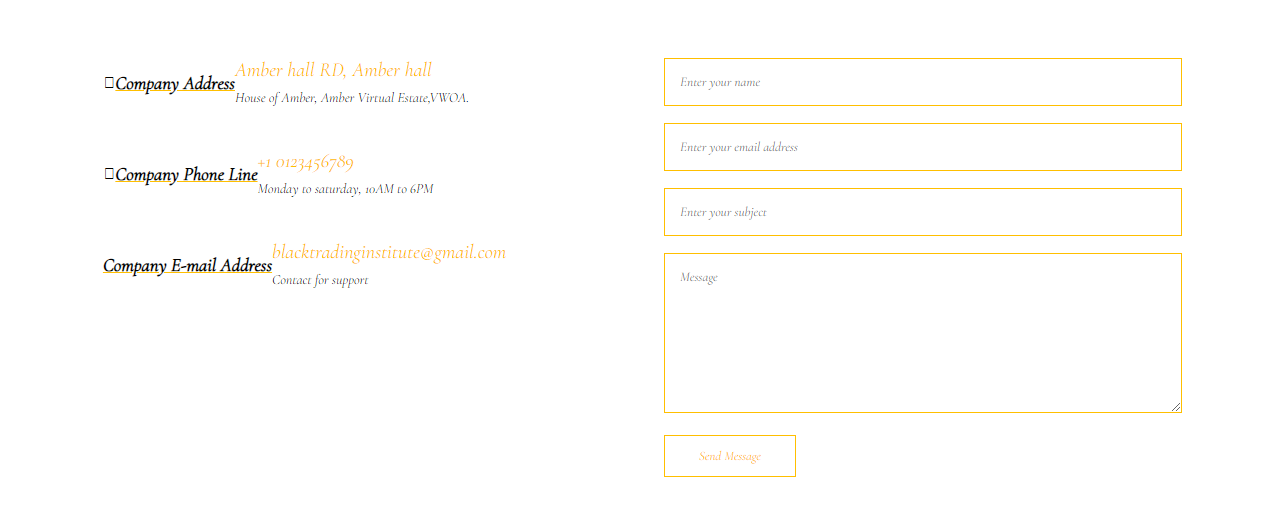 Company Address
Amber hall RD, Amber hall
House of Amber, Amber Virtual Estate,VWOA.
Company Phone Line
+1 0123456789
Monday to saturday, 10AM to 6PM
Company E-mail Address
blacktradinginstitute@gmail.com
Contact for support
Enter your name
Enter your email address
Enter your subject
Message
Send Message